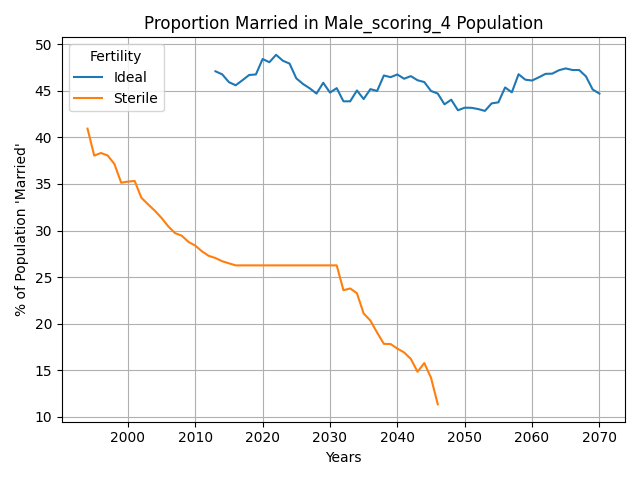 Proportion Married in Male_scoring_4 Population
Fertility
Ideal
Sterile
50
45
40
35
30
25
20
15
10
% of Population 'Married'
2000 2010 2020 2030 2040 2050 2060 2070
Years